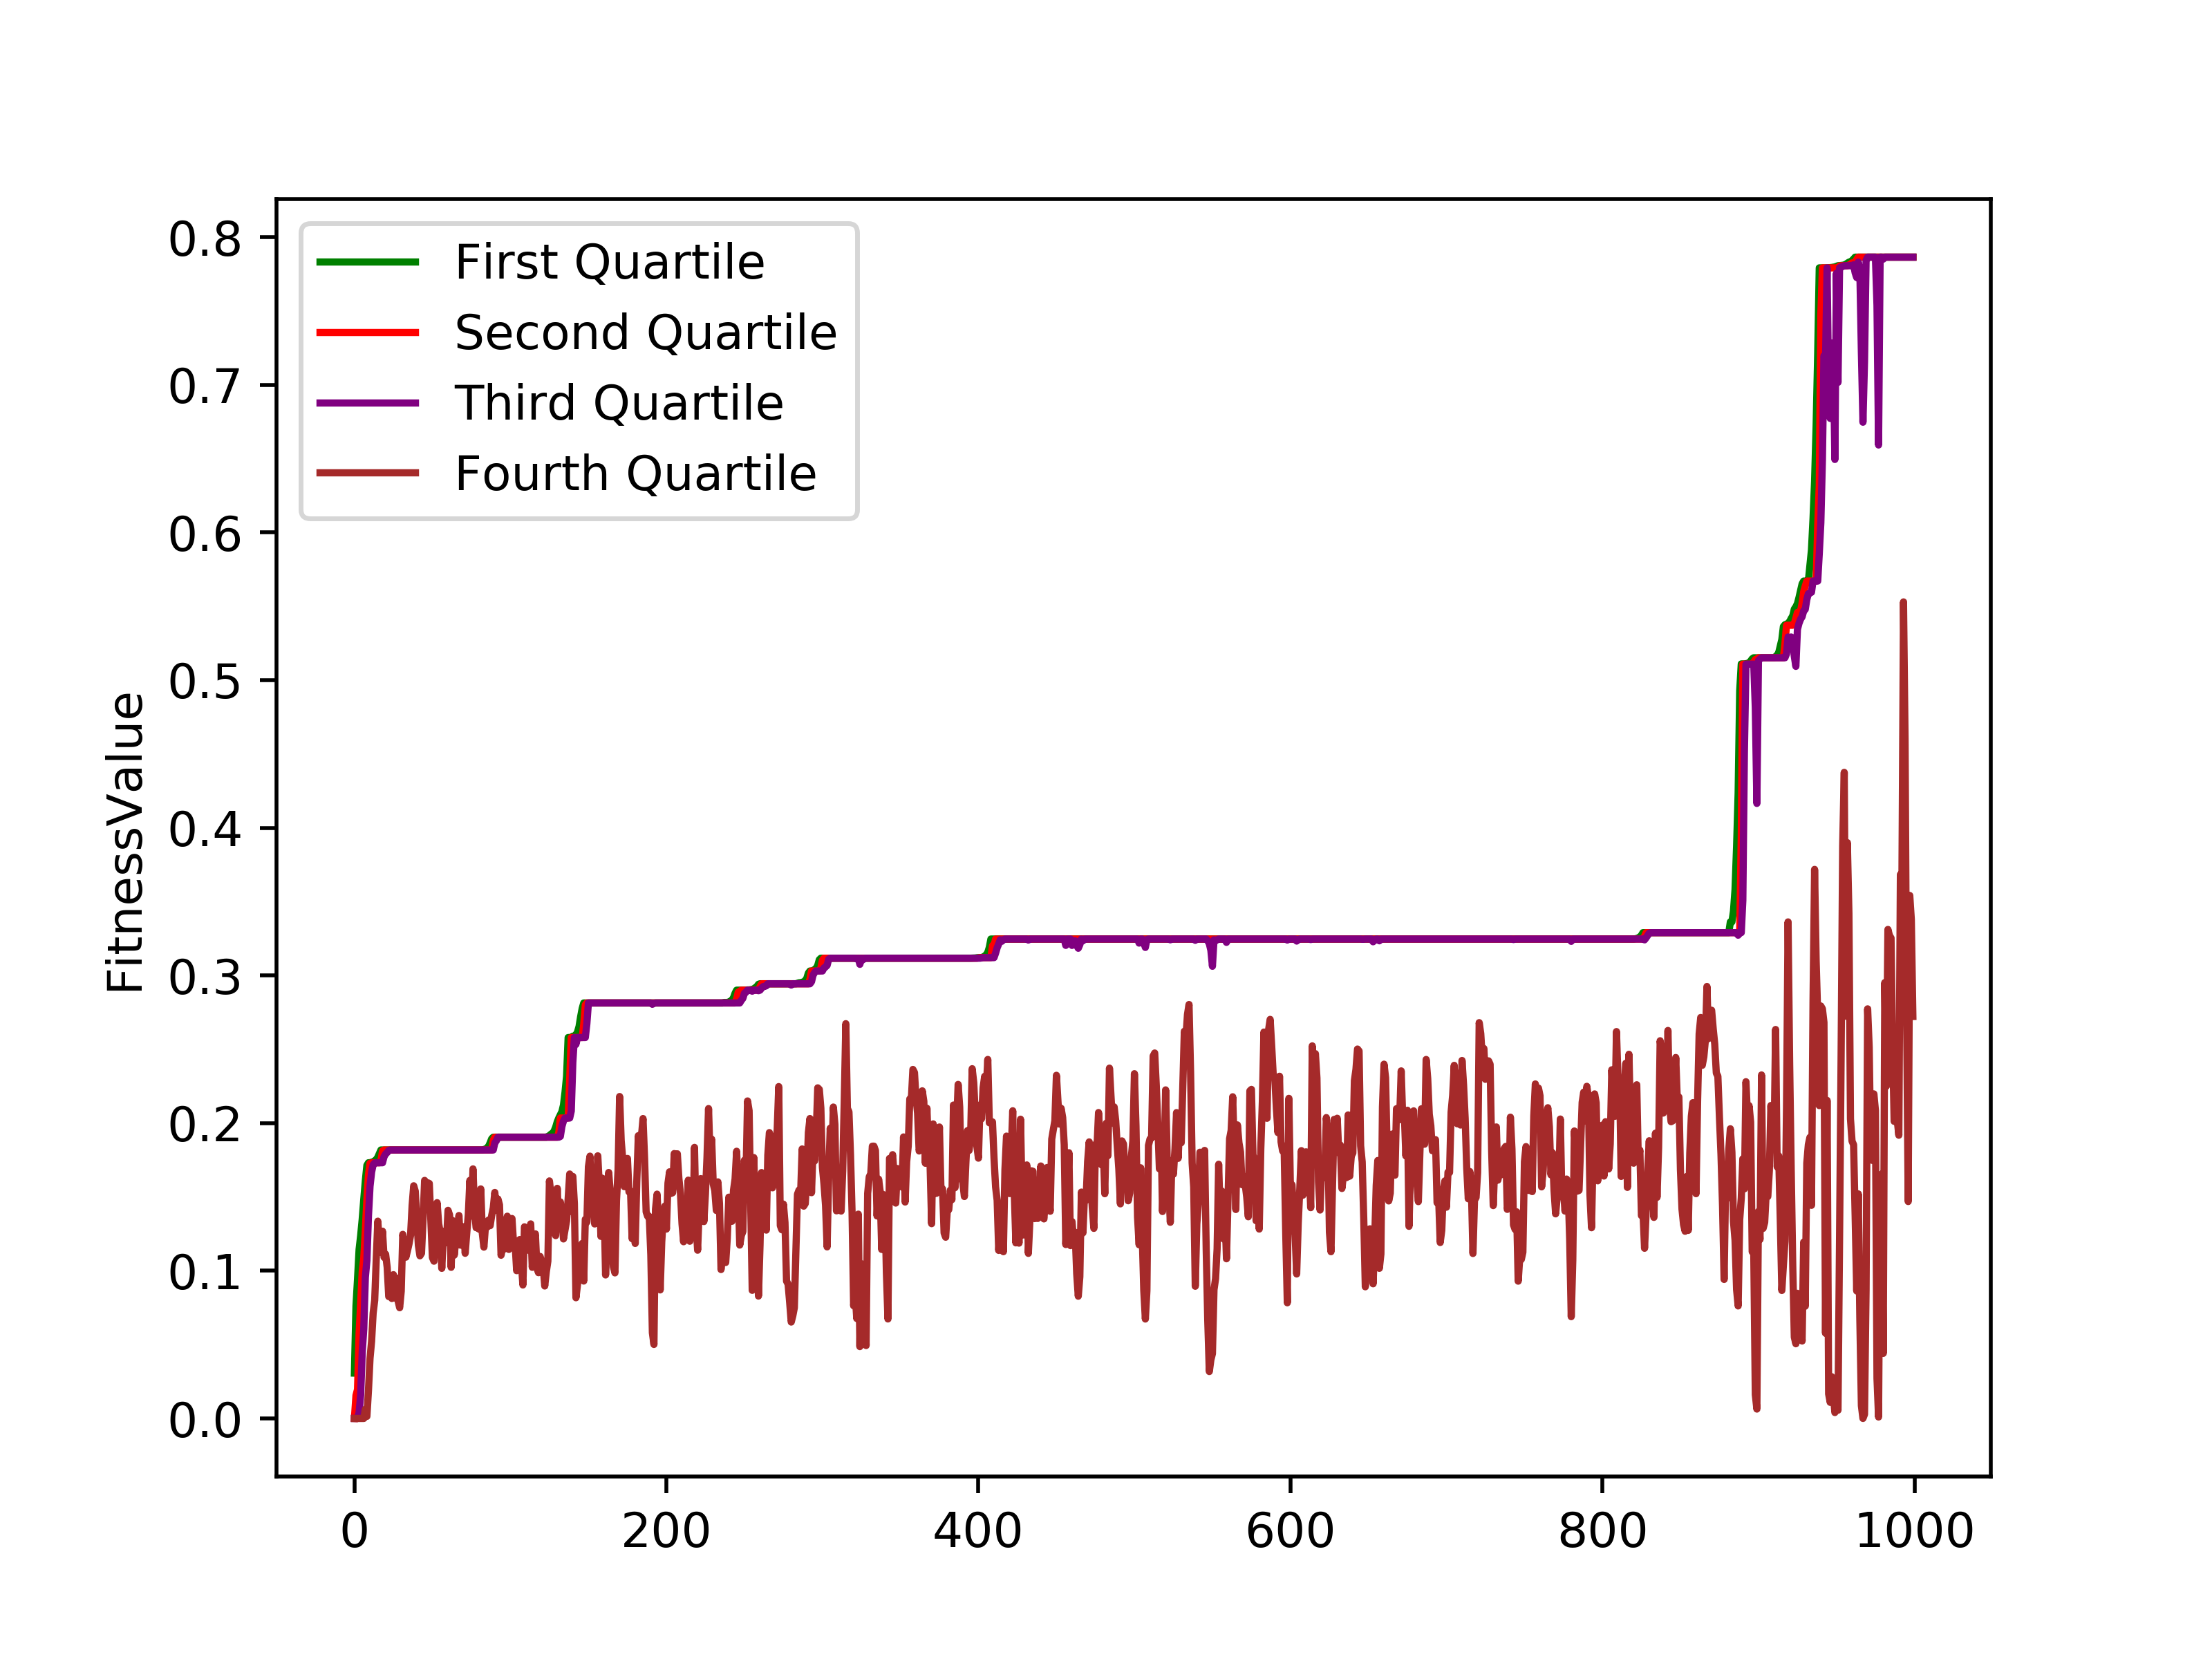 0.8
0.7
0.6
0.5
0.4
0.3
0.2
0.1
0.0
FitnessValue
First Quartile
Second Quartile
Third Quartile
Fourth Quartile
0 200 400 600 800 1000